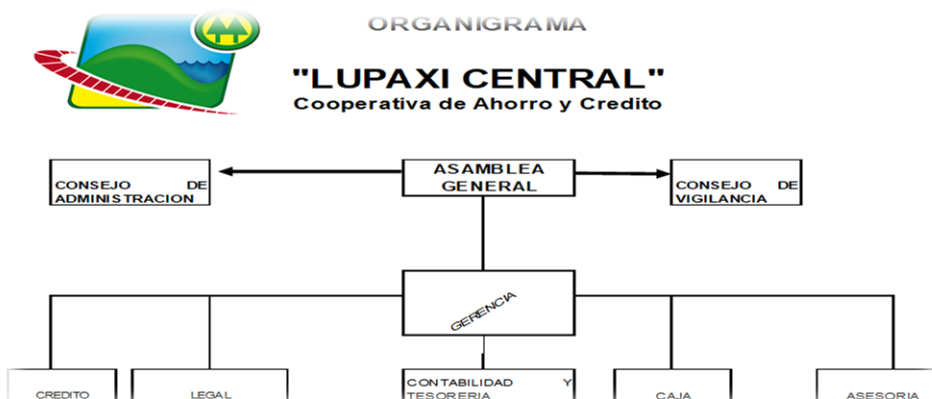 ORGANIGRAMA
"LUPAXI CENTRAL"
Cooperativa de Ahorro y Credito
ASAMBLEA
GENERAL
CONSEJO DE
ADMINISTRACION
CONSEJO DE
VIGILANCIA
GERENCIA
CREDITO
LEGAL
CONTABILIDAD Y
TESORERIA
CAJA
ASESORIA